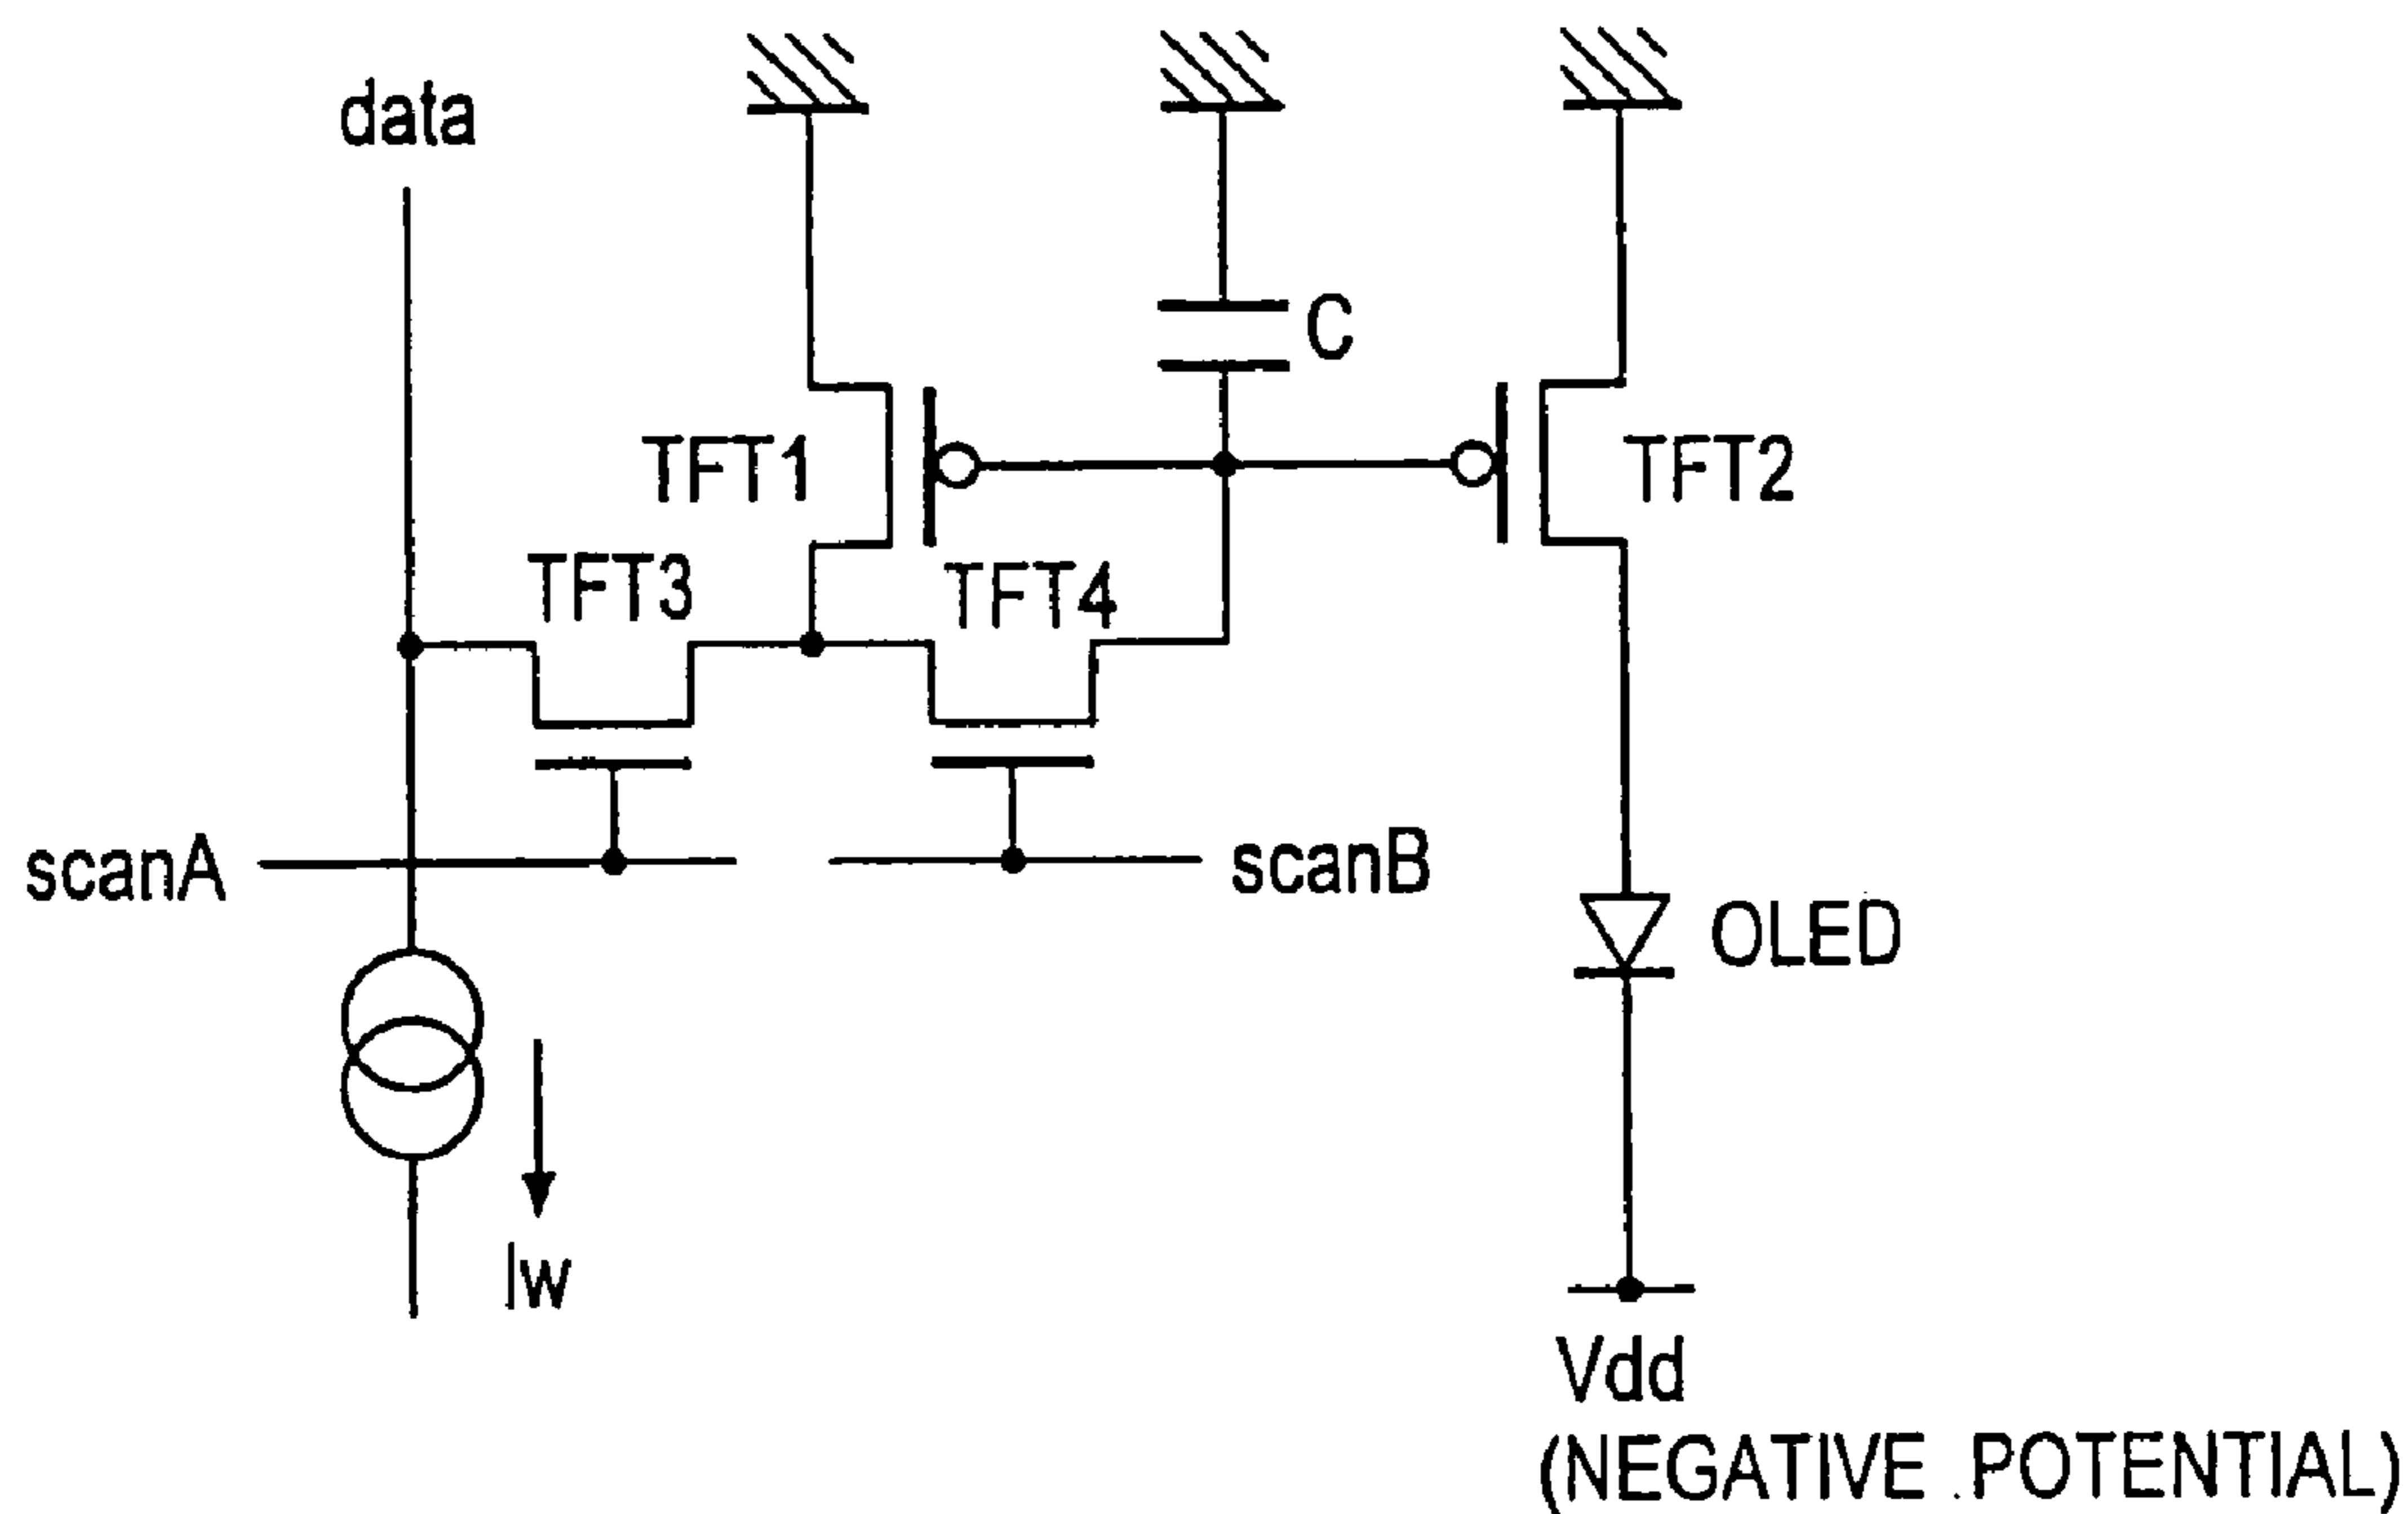 data
C
TFT1
TFT2
TFT3
TFT4
scanA
scanB
OLED
Iw
Vdd
(NEGATIVE POTENTIAL)